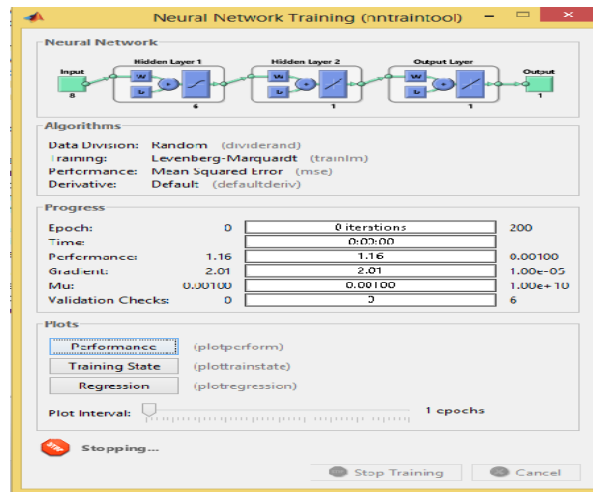 Neural Network Training (nntraintool)
Neural Network
Hidden Layer 1 Hidden Layer 2 Output Layer
Input Output
W W W
b b b
8 6 1 1 1
Algorithms
Data Division: Random (dividerand)
Training: Levenberg-Marquardt (trainlm)
Performance: Mean Squared Error (mse)
Derivative: Default (defaultderiv)
Progress
Epoch: 0 0 iterations 200
Time: 0:00:00
Performance: 1.16 1.16 0.00100
Gradient: 2.01 2.01 1.00e-05
Mu: 0.00100 0.00100 1.00e+10
Validation Checks: 0 0 6
Plots
Performance (plotperform)
Training State (plottrainstate)
Regression (plotregression)
Plot Interval: 1 epochs
STOP Stopping...
Stop Training Cancel